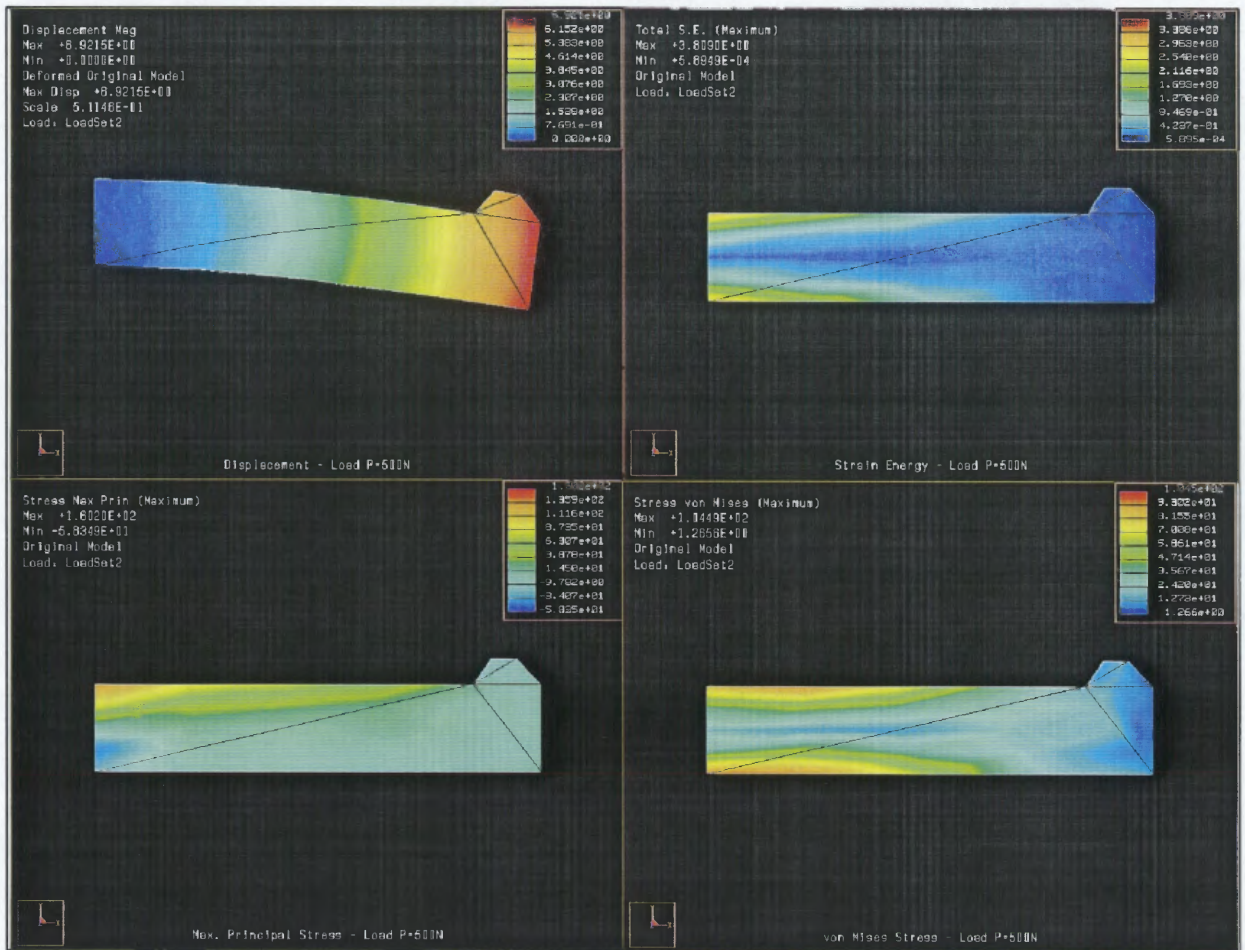 Displacement Mag
Max +6.9215E+00
Min +0.0000E+00
Deformed Original Model
Max Disp +6.9215E+00
Scale 5.1146E-01
Load: LoadSet2
6.152e+00
5.383e+00
4.614e+00
3.845e+00
3.076e+00
2.307e+00
1.538e+00
7.691e-01
0.000e+00
Displacement - Load P=500N
Total S.E. (Maximum)
Max +3.8090E+00
Min +5.8949E-04
Original Model
Load: LoadSet2
3.386e+00
2.963e+00
2.540e+00
2.116e+00
1.693e+00
1.270e+00
8.469e-01
4.237e-01
5.895e-04
Strain Energy - Load P=500N
Stress Max Prin (Maximum)
Max +1.6020E+02
Min -5.8349E+01
Original Model
Load: LoadSet2
1.359e+02
1.116e+02
8.735e+01
6.307e+01
3.878e+01
1.450e+01
-9.782e+00
-3.407e+01
-5.835e+01
Max. Principal Stress - Load P=500N
Stress von Mises (Maximum)
Max +1.0449E+02
Min +1.2656E+00
Original Model
Load: LoadSet2
1.045e+02
9.302e+01
8.155e+01
7.008e+01
5.861e+01
4.714e+01
3.567e+01
2.420e+01
1.273e+01
1.266e+00
von Mises Stress - Load P=500N